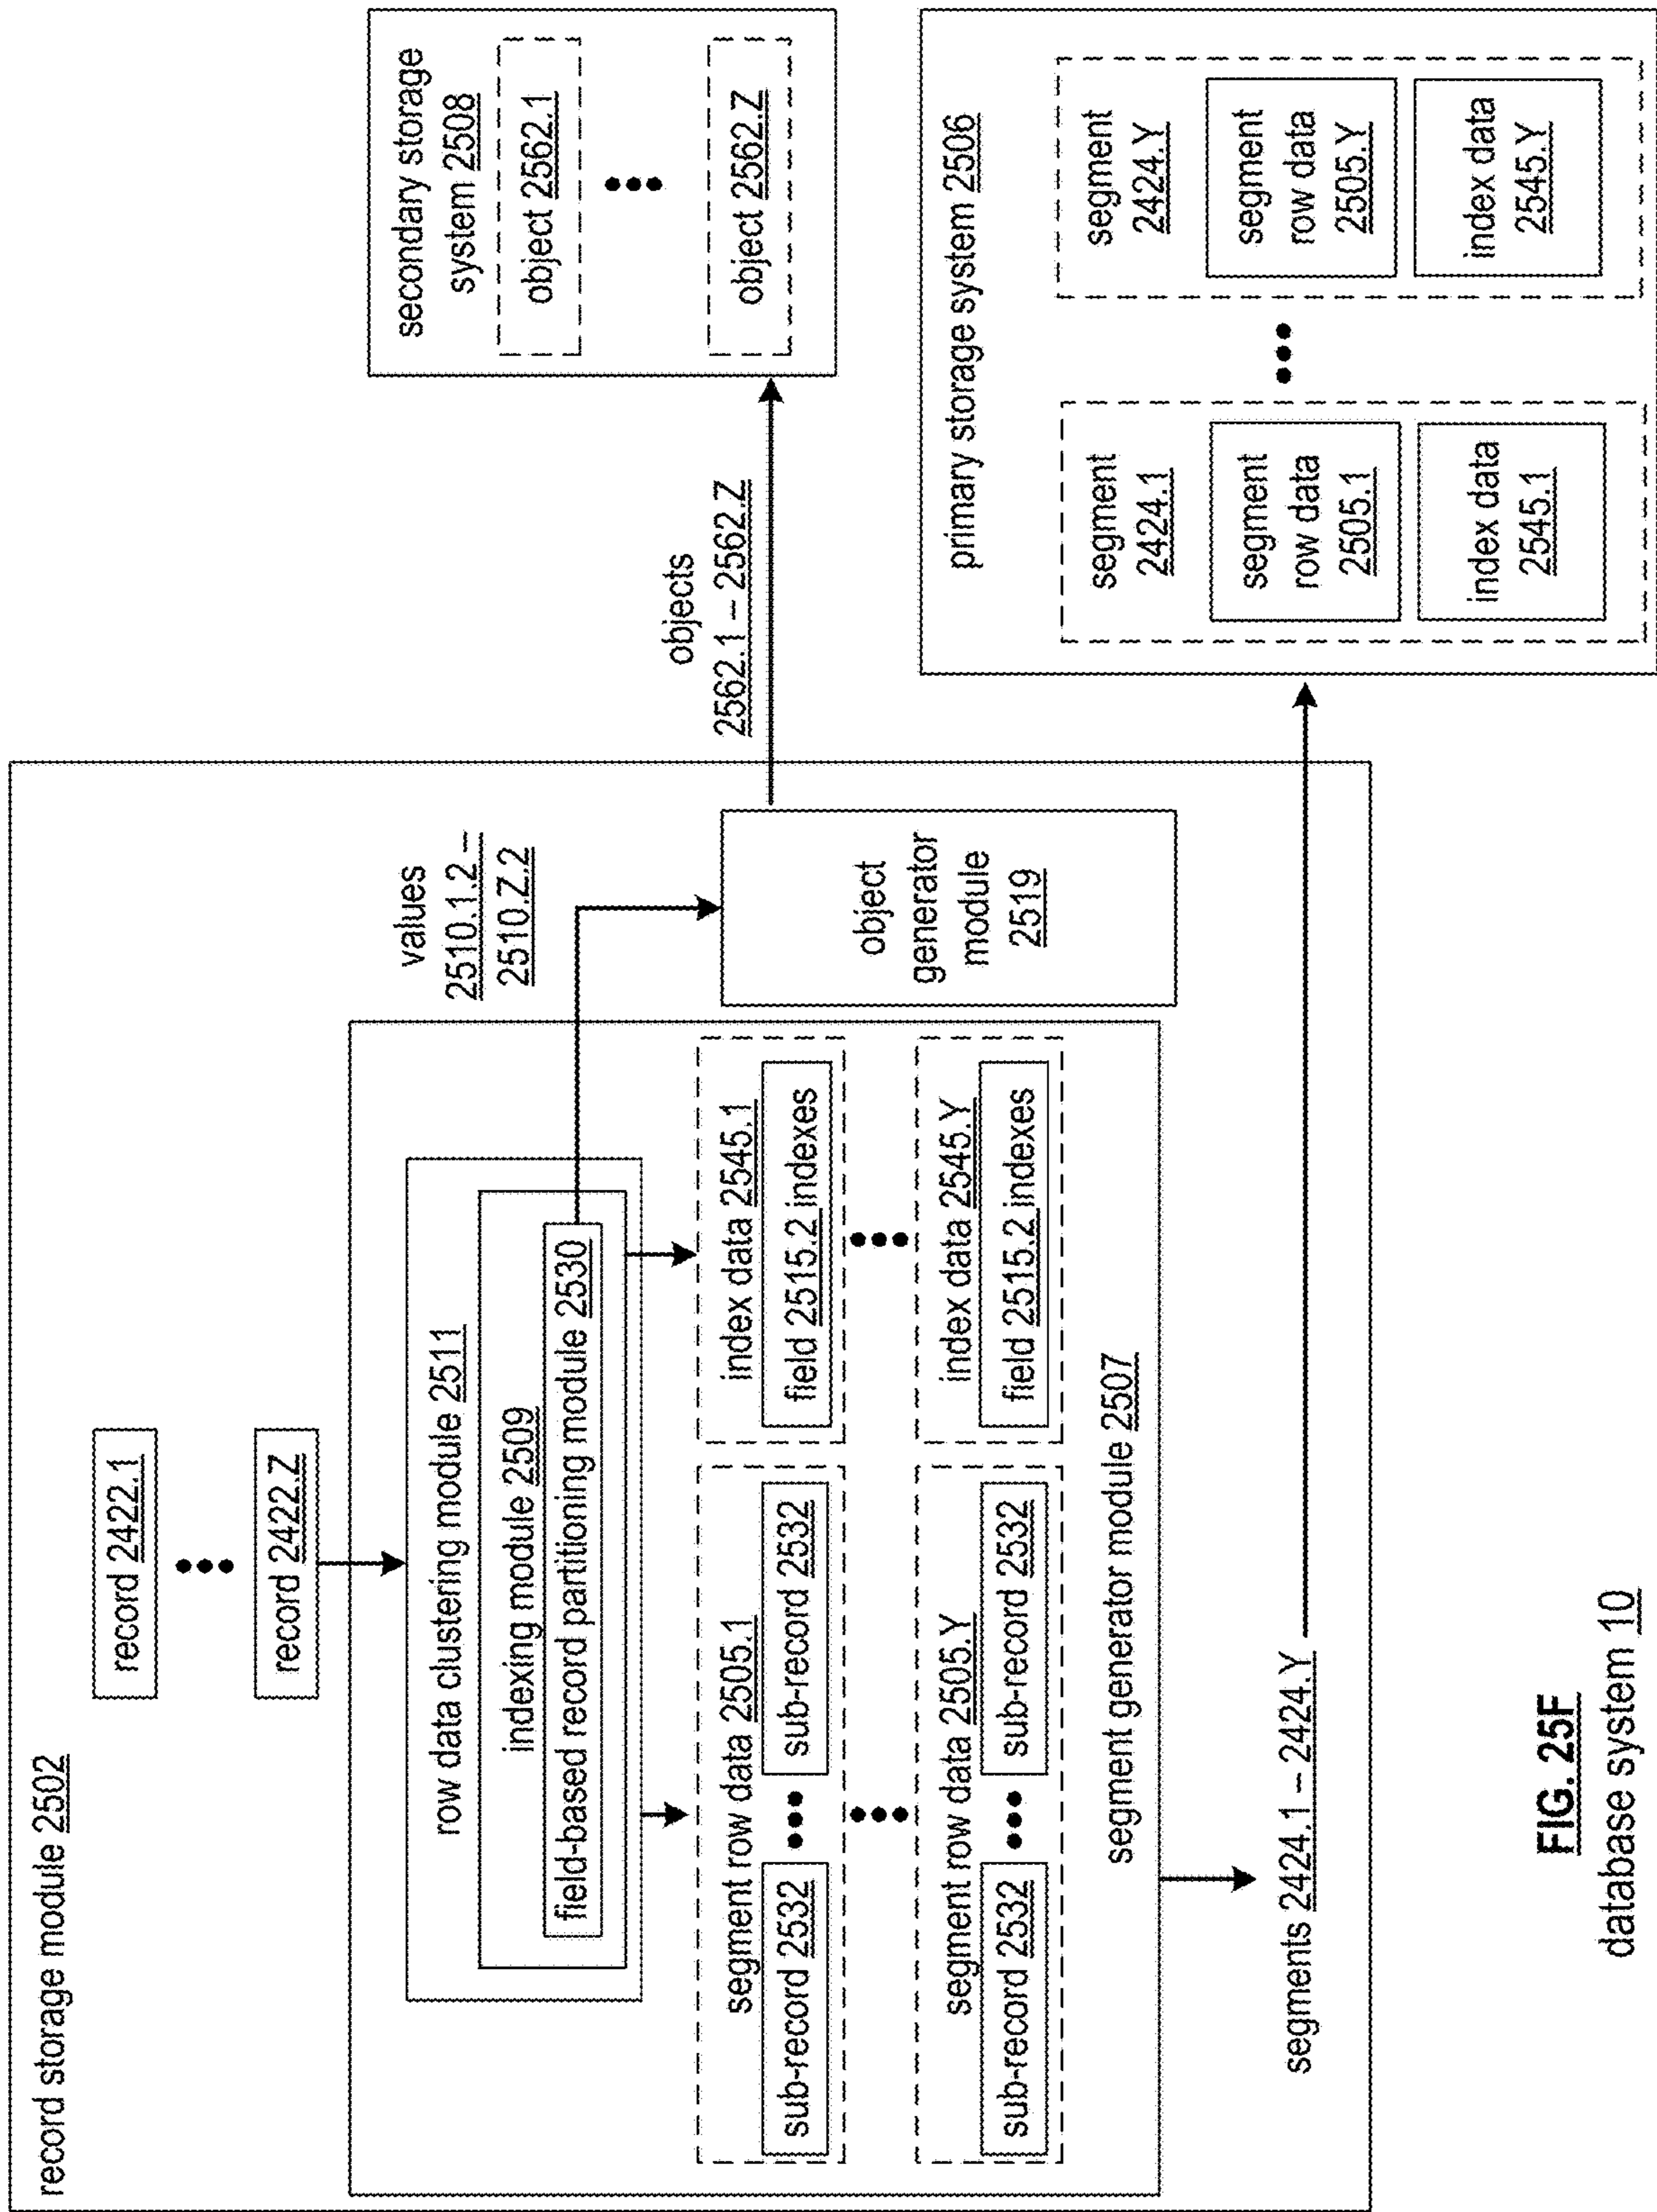 record storage module 2502
record 2422.1
record 2422.Z
row data clustering module 2511
indexing module 2509
field-based record partitioning module 2530
values
2510.1.2 –
2510.Z.2
segment row data 2505.1
sub-record 2532
sub-record 2532
index data 2545.1
field 2515.2 indexes
segment row data 2505.Y
sub-record 2532
sub-record 2532
index data 2545.Y
field 2515.2 indexes
segment generator module 2507
object
generator
module
2519
segments 2424.1 – 2424.Y
objects
2562.1 – 2562.Z
secondary storage
system 2508
object 2562.1
object 2562.Z
primary storage system 2506
segment
2424.1
segment
row data
2505.1
index data
2545.1
segment
2424.Y
segment
row data
2505.Y
index data
2545.Y
FIG. 25F
database system 10